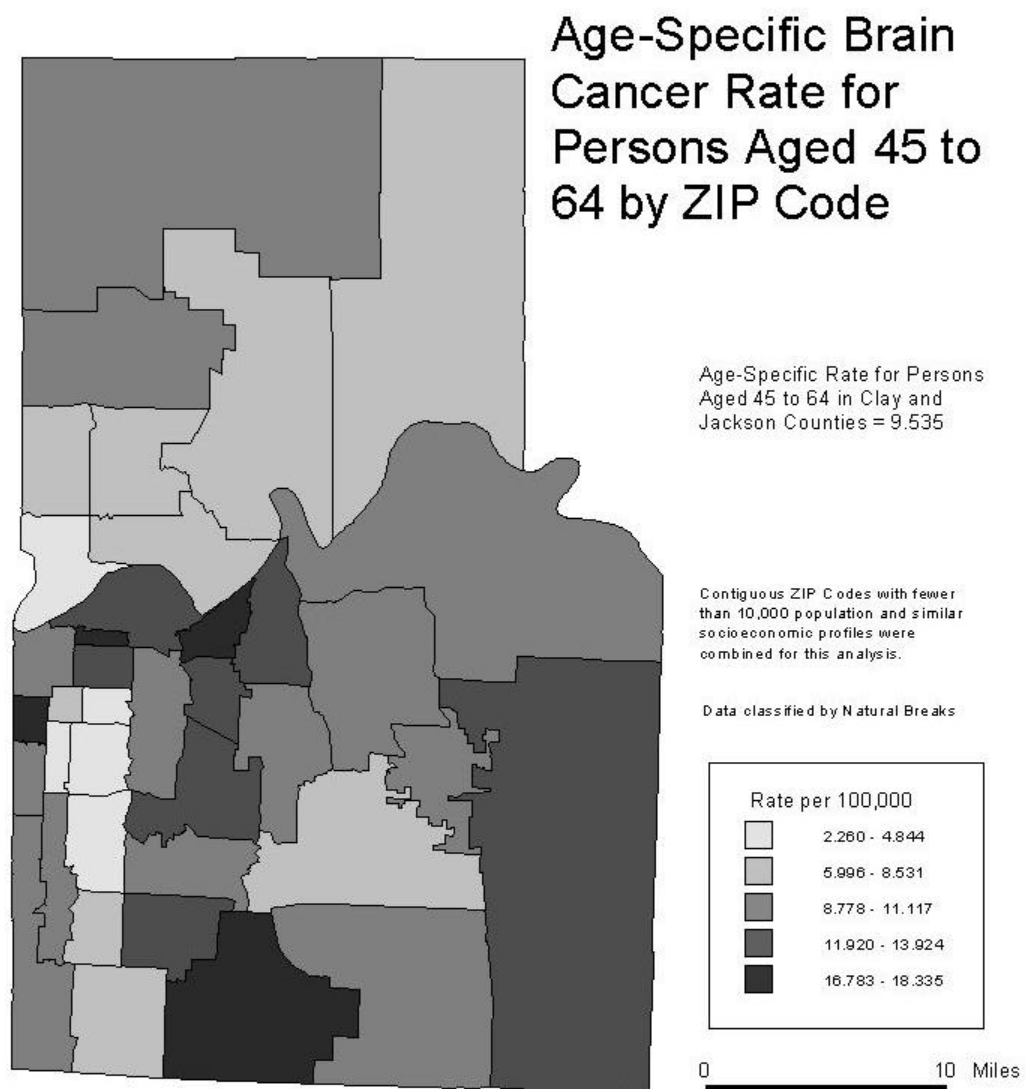 Age-Specific Brain
Cancer Rate for
Persons Aged 45 to
64 by ZIP Code
Age-Specific Rate for Persons
Aged 45 to 64 in Clay and
Jackson Counties = 9.535
Contiguous ZIP Codes with fewer
than 10,000 population and similar
socioeconomic profiles were
combined for this analysis.
Data classified by Natural Breaks
Rate per 100,000
2.260 - 4.844
5.996 - 8.531
8.778 - 11.117
11.920 - 13.924
16.783 - 18.335
0 10 Miles